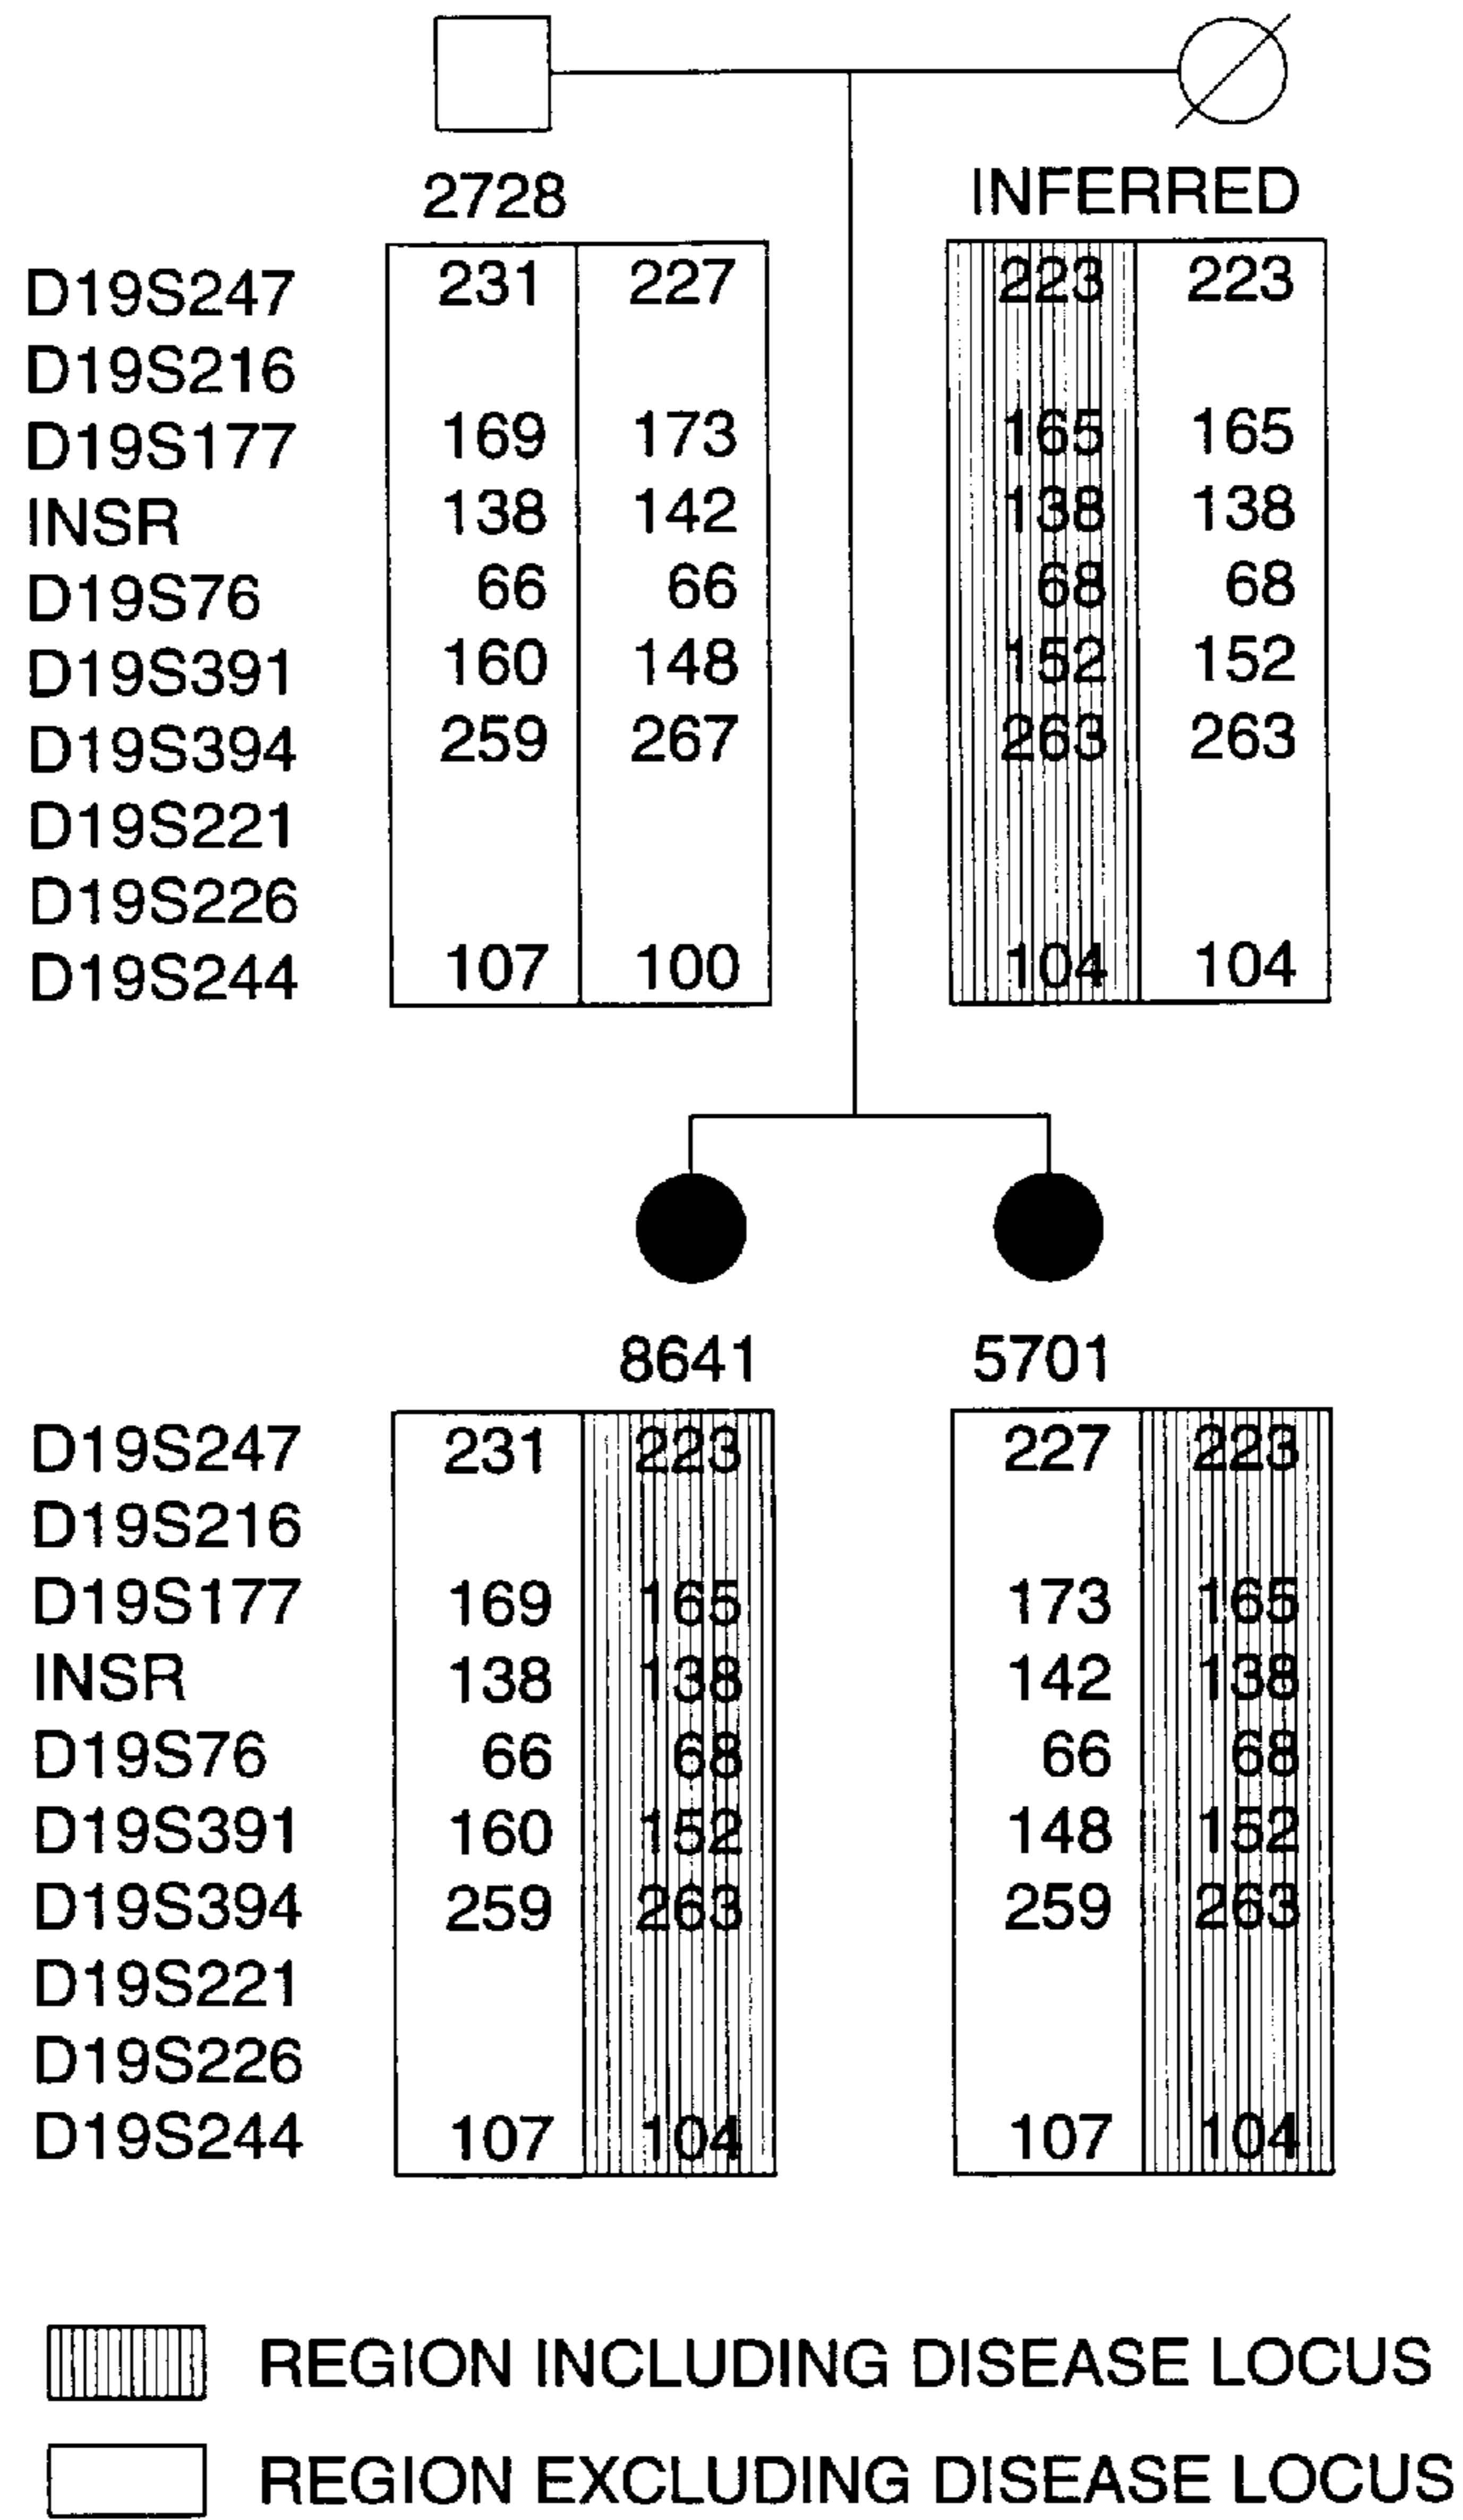 2728 INFERRED
D19S247 231 227 223 223
D19S216
D19S177 169 173 165 165
INSR 138 142 138 138
D19S76 66 66 68 68
D19S391 160 148 152 152
D19S394 259 267 263 263
D19S221
D19S226
D19S244 107 100 104 104
8641 5701
D19S247 231 223 227 223
D19S216
D19S177 169 165 173 165
INSR 138 138 142 138
D19S76 66 68 66 68
D19S391 160 152 148 152
D19S394 259 263 259 263
D19S221
D19S226
D19S244 107 104 107 104
REGION INCLUDING DISEASE LOCUS
REGION EXCLUDING DISEASE LOCUS